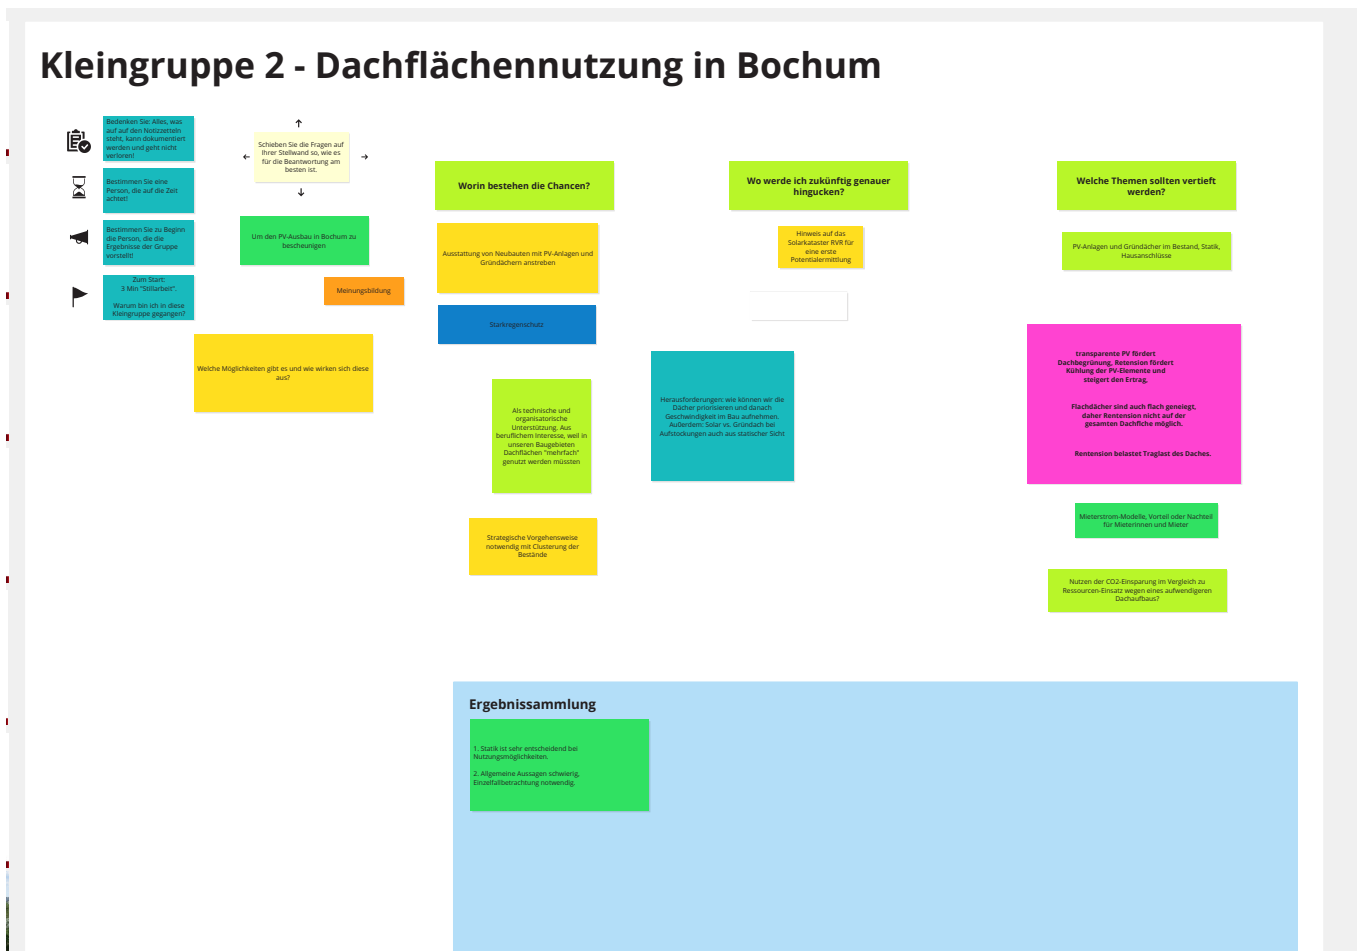 Kleingruppe 2 - Dachflächennutzung in Bochum
Bedenken Sie: Alles, was
auf auf den Notizzetteln
steht, kann dokumentiert
werden und geht nicht
verloren!
Bestimmen Sie eine
Person, die auf die Zeit
achtet!
Bestimmen Sie zu Beginn
die Person, die die
Ergebnisse der Gruppe
vorstellt!
Zum Start:
3 Min "Stillarbeit".
Warum bin ich in diese
Kleingruppe gegangen?
Schieben Sie die Fragen auf
Ihrer Stellwand so, wie es
für die Beantwortung am
besten ist.
Um den PV-Ausbau in Bochum zu
bescheunigen
Meinungsbildung
Welche Möglichkeiten gibt es und wie wirken sich diese
aus?
Worin bestehen die Chancen?
Ausstattung von Neubauten mit PV-Anlagen und
Gründächern anstreben
Starkregenschutz
Als technische und
organisatorische
Unterstützung. Aus
beruflichem Interesse, weil in
unseren Baugebieten
Dachflächen "mehrfach"
genutzt werden müssten
Strategische Vorgehensweise
notwendig mit Clusterung der
Bestände
Wo werde ich zukünftig genauer
hingucken?
Hinweis auf das
Solarkataster RVR für
eine erste
Potentialermittlung
Herausforderungen: wie können wir die
Dächer priorisieren und danach
Geschwindigkeit im Bau aufnehmen.
Außerdem: Solar vs. Gründach bei
Aufstockungen auch aus statischer Sicht
Welche Themen sollten vertieft
werden?
PV-Anlagen und Gründächer im Bestand, Statik,
Hausanschlüsse
transparente PV fördert
Dachbegrünung, Retension fördert
Kühlung der PV-Elemente und
steigert den Ertrag,
Flachdächer sind auch flach geneiegt,
daher Rentension nicht auf der
gesamten Dachfläche möglich.
Rentension belastet Traglast des Daches.
Mieterstrom-Modelle, Vorteil oder Nachteil
für Mieterinnen und Mieter
Nutzen der CO2-Einsparung im Vergleich zu
Ressourcen-Einsatz wegen eines aufwendigeren
Dachaufbaus?
Ergebnissammlung
1. Statik ist sehr entscheidend bei
Nutzungsmöglichkeiten.
2. Allgemeine Aussagen schwierig,
Einzelfallbetrachtung notwendig.